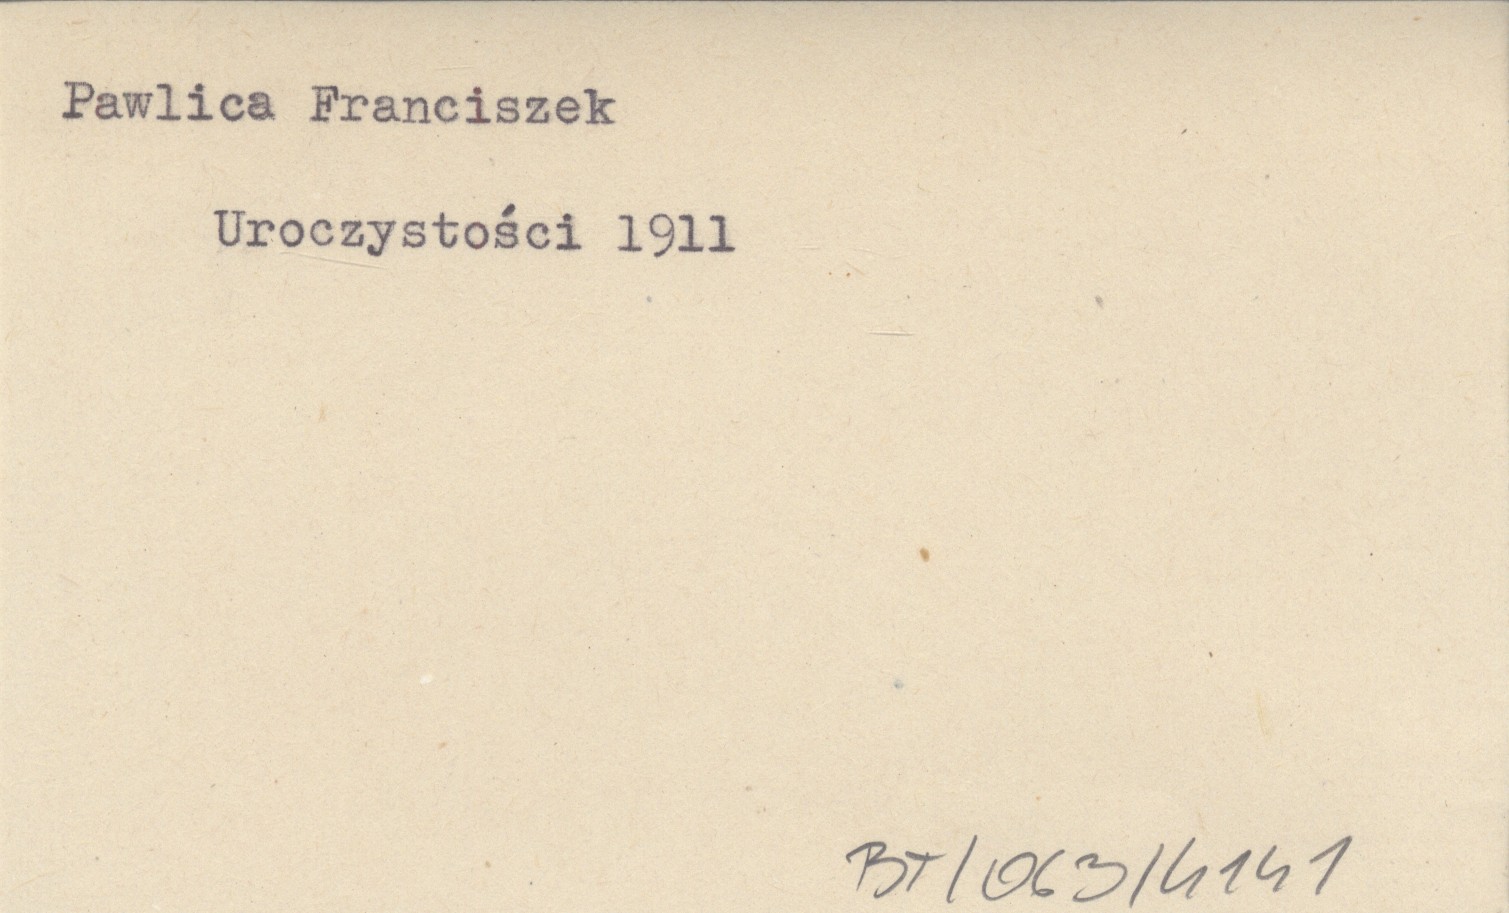 Pawlica Franciszek
Uroczystości 1911
BT/063/4141